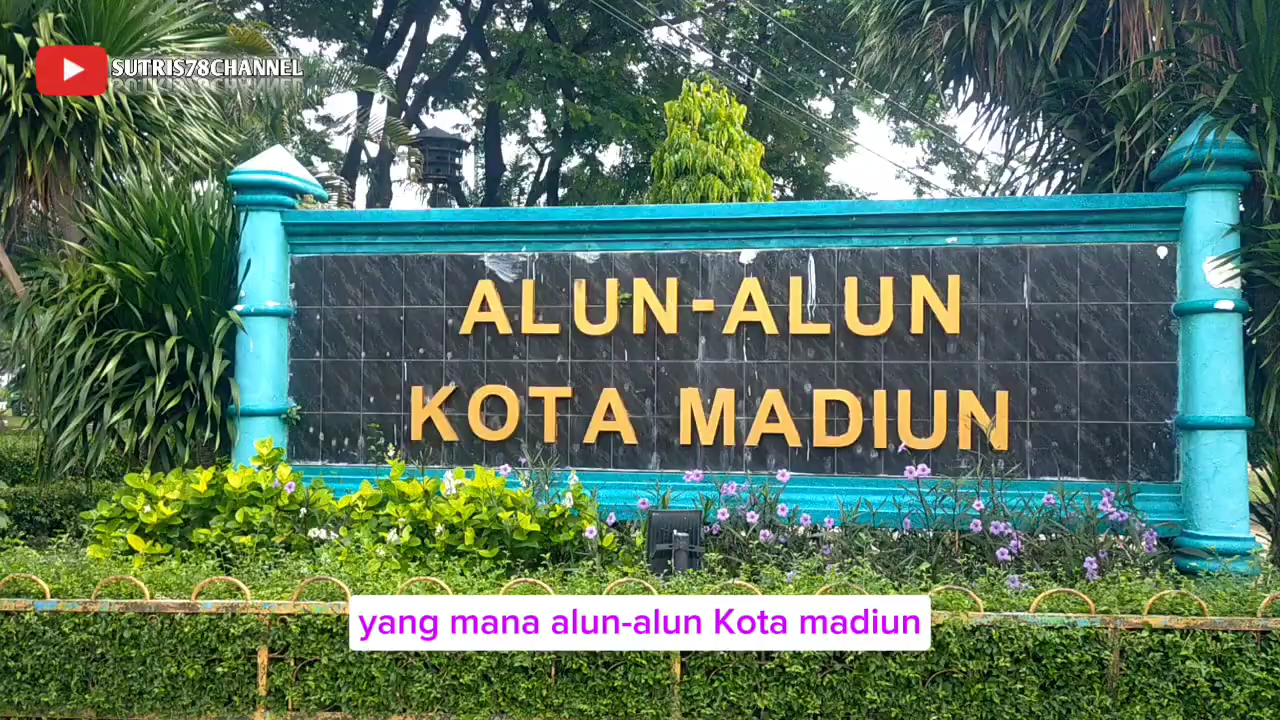 SUTRIS78CHANNEL
ALUN-ALUN
KOTA MADIUN
yang mana alun-alun Kota madiun